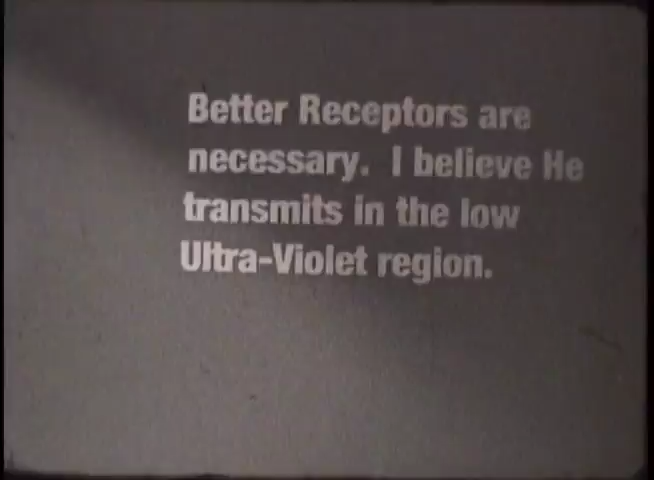 Better Receptors are
necessary. I believe He
transmits in the low
Ultra-Violet region.